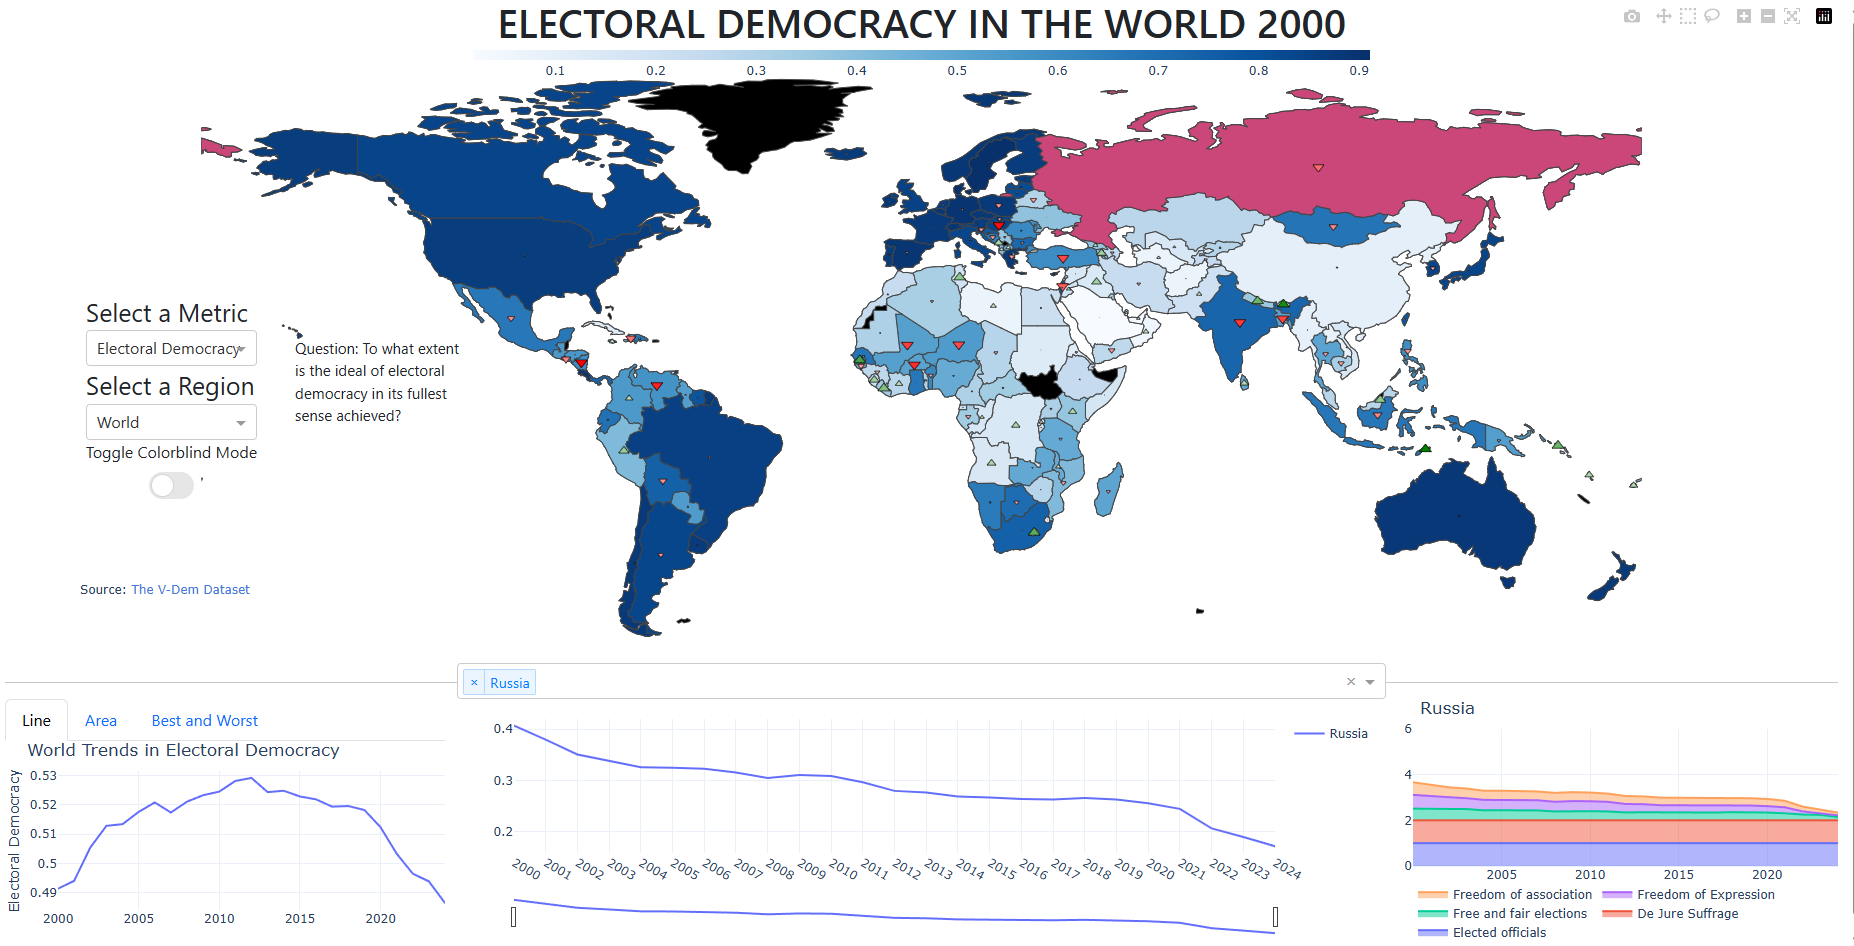 ELECTORAL DEMOCRACY IN THE WORLD 2000
0.1 0.2 0.3 0.4 0.5 0.6 0.7 0.8 0.9
Select a Metric
Electoral Democracy
Select a Region
World
Toggle Colorblind Mode
Question: To what extent
is the ideal of electoral
democracy in its fullest
sense achieved?
Source: The V-Dem Dataset
× Russia
Line Area Best and Worst
World Trends in Electoral Democracy
Electoral Democracy
0.53
0.52
0.51
0.5
0.49
2000 2005 2010 2015 2020
0.4
0.3
0.2
2000 2001 2002 2003 2004 2005 2006 2007 2008 2009 2010 2011 2012 2013 2014 2015 2016 2017 2018 2019 2020 2021 2022 2023 2024
Russia
Russia
6
4
2
0
2005 2010 2015 2020
Freedom of association Freedom of Expression
Free and fair elections De Jure Suffrage
Elected officials